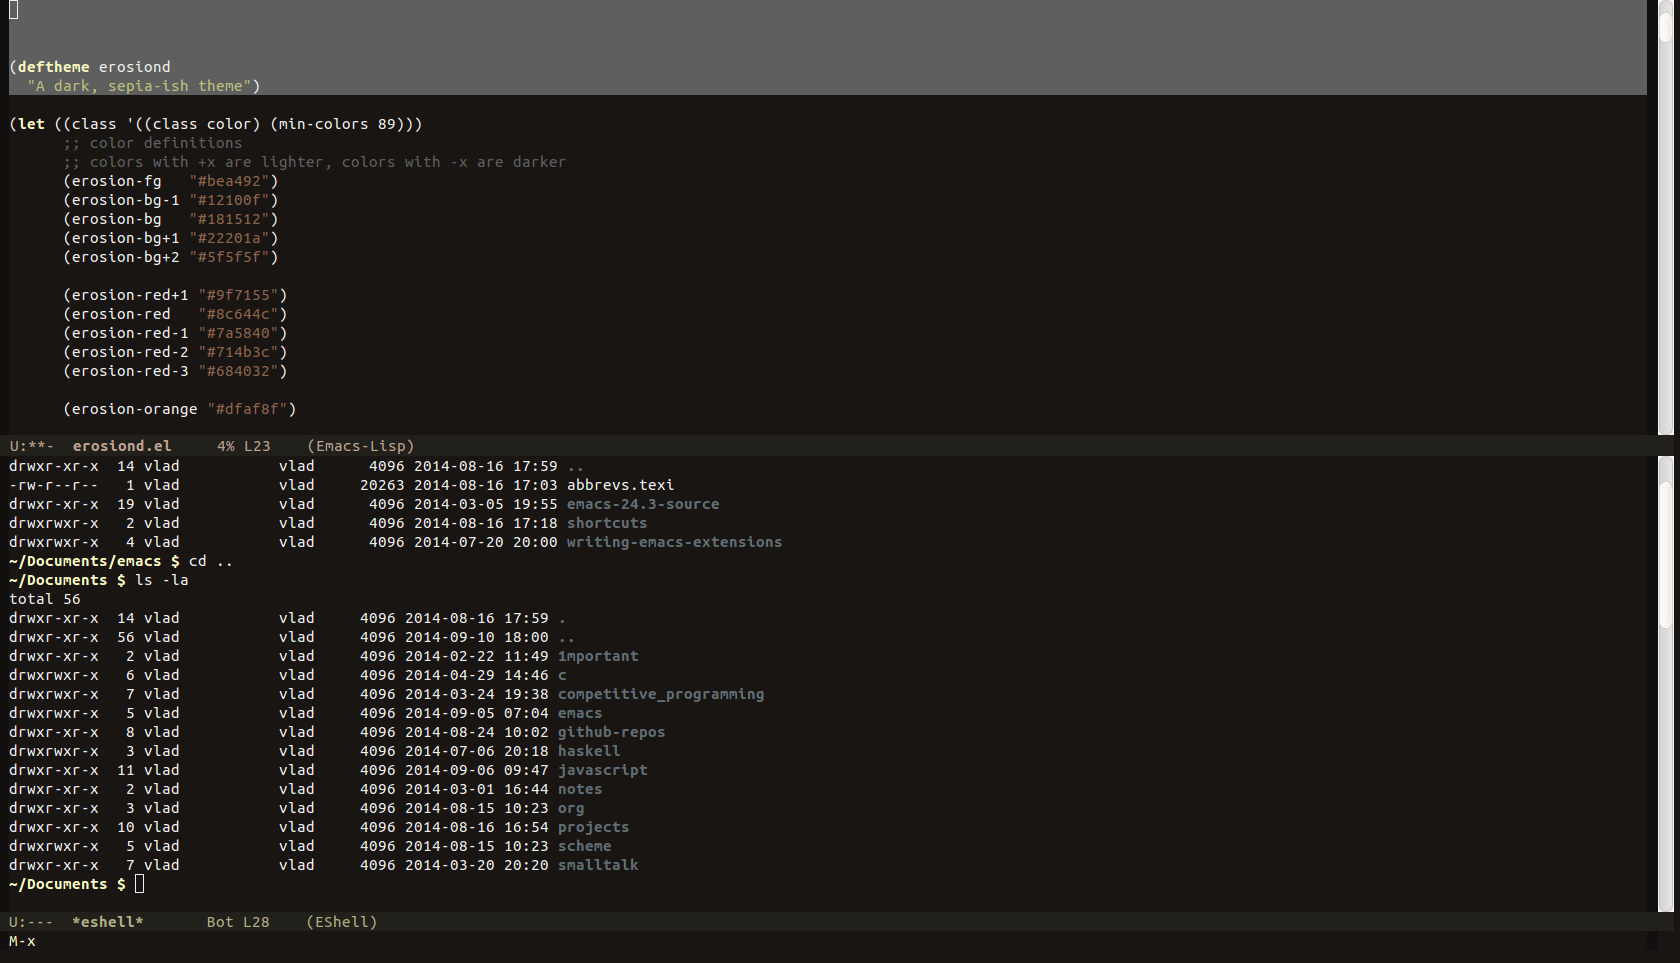 (deftheme erosiond
  "A dark, sepia-ish theme")
(let ((class '((class color) (min-colors 89)))
      ;; color definitions
      ;; colors with +x are lighter, colors with -x are darker
      (erosion-fg   "#bea492")
      (erosion-bg-1 "#12100f")
      (erosion-bg   "#181512")
      (erosion-bg+1 "#22201a")
      (erosion-bg+2 "#5f5f5f")
      (erosion-red+1 "#9f7155")
      (erosion-red   "#8c644c")
      (erosion-red-1 "#7a5840")
      (erosion-red-2 "#714b3c")
      (erosion-red-3 "#684032")
      (erosion-orange "#dfaf8f")
U:**-  erosiond.el     4% L23    (Emacs-Lisp)
drwxr-xr-x  14 vlad           vlad      4096 2014-08-16 17:59 ..
-rw-r--r--   1 vlad           vlad     20263 2014-08-16 17:03 abbrevs.texi
drwxr-xr-x  19 vlad           vlad      4096 2014-03-05 19:55 emacs-24.3-source
drwxrwxr-x   2 vlad           vlad      4096 2014-08-16 17:18 shortcuts
drwxrwxr-x   4 vlad           vlad      4096 2014-07-20 20:00 writing-emacs-extensions
~/Documents/emacs $ cd ..
~/Documents $ ls -la
total 56
drwxr-xr-x  14 vlad           vlad     4096 2014-08-16 17:59 .
drwxr-xr-x  56 vlad           vlad     4096 2014-09-10 18:00 ..
drwxr-xr-x   2 vlad           vlad     4096 2014-02-22 11:49 1mportant
drwxrwxr-x   6 vlad           vlad     4096 2014-04-29 14:46 c
drwxrwxr-x   7 vlad           vlad     4096 2014-03-24 19:38 competitive_programming
drwxrwxr-x   5 vlad           vlad     4096 2014-09-05 07:04 emacs
drwxrwxr-x   8 vlad           vlad     4096 2014-08-24 10:02 github-repos
drwxrwxr-x   3 vlad           vlad     4096 2014-07-06 20:18 haskell
drwxr-xr-x  11 vlad           vlad     4096 2014-09-06 09:47 javascript
drwxr-xr-x   2 vlad           vlad     4096 2014-03-01 16:44 notes
drwxr-xr-x   3 vlad           vlad     4096 2014-08-15 10:23 org
drwxr-xr-x  10 vlad           vlad     4096 2014-08-16 16:54 projects
drwxrwxr-x   5 vlad           vlad     4096 2014-08-15 10:23 scheme
drwxr-xr-x   7 vlad           vlad     4096 2014-03-20 20:20 smalltalk
~/Documents $
U:---  *eshell*       Bot L28    (EShell)
M-x